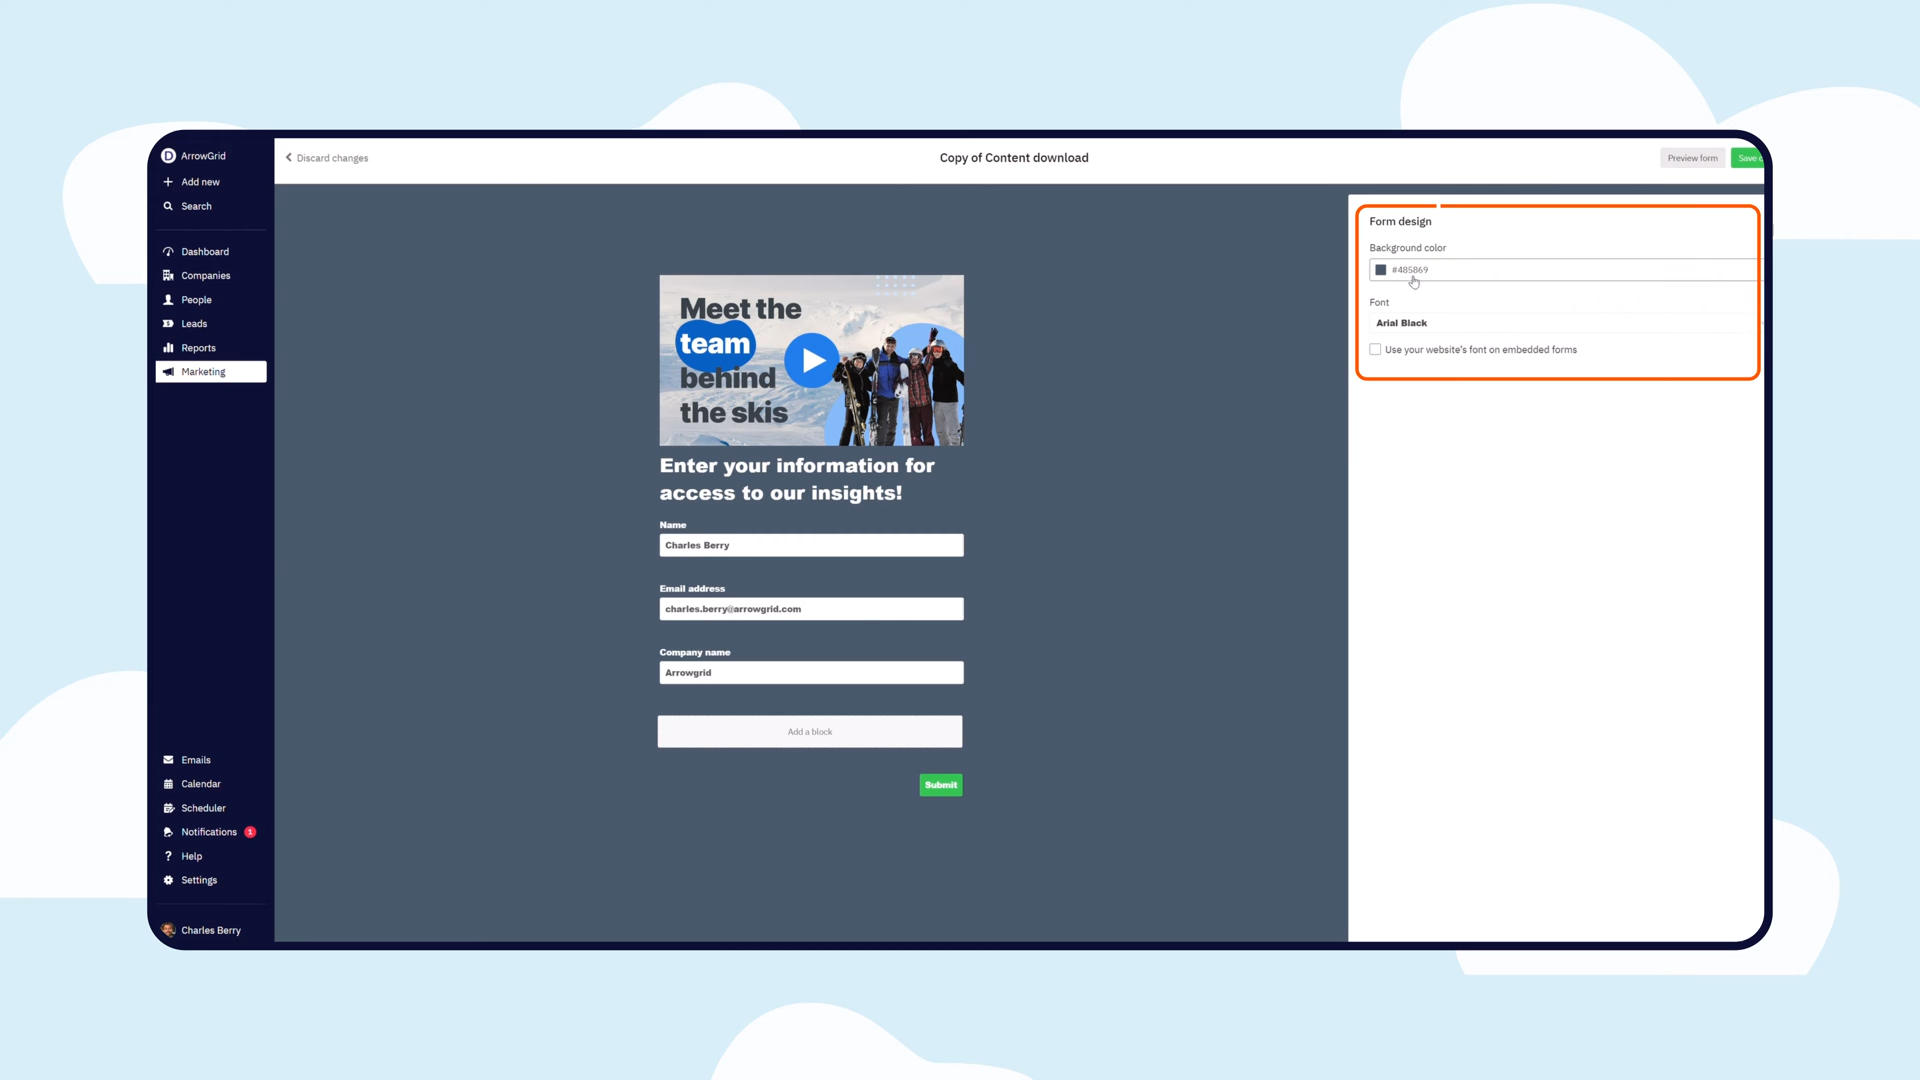 ArrowGrid
Add new
Search
Dashboard
Companies
People
Leads
Reports
Marketing
Emails
Calendar
Scheduler
Notifications 1
Help
Settings
Charles Berry
Discard changes
Copy of Content download
Preview form
Save
Meet the
team
behind
the skis
Enter your information for
access to our insights!
Name
Charles Berry
Email address
charles.berry@arrowgrid.com
Company name
Arrowgrid
Add a block
Submit
Form design
Background color
#485869
Font
Arial Black
Use your website's font on embedded forms